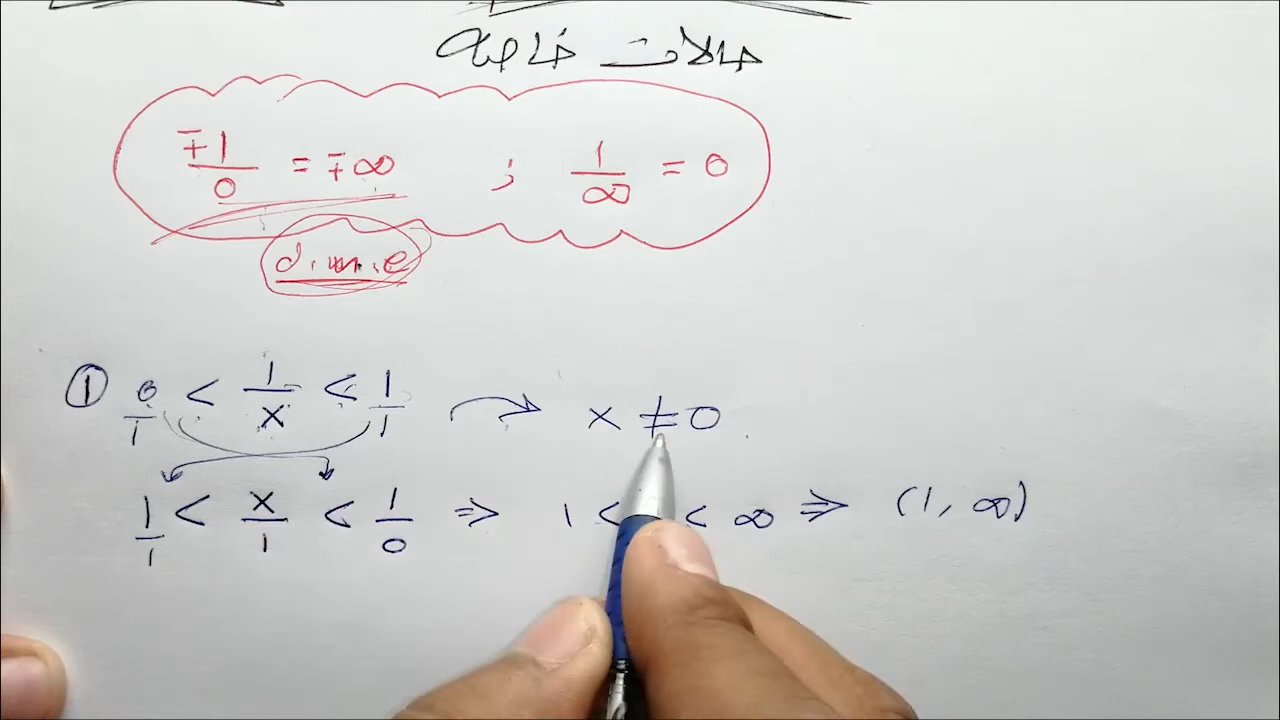 حالات خاصة
∓1/0 = ∓∞ ; 1/∞ = 0
① 0/1 < 1/x < 1/1 x ≠ 0
1/1 < x/1 < 1/0 ⇒ 1 < < ∞ ⇒ (1, ∞)